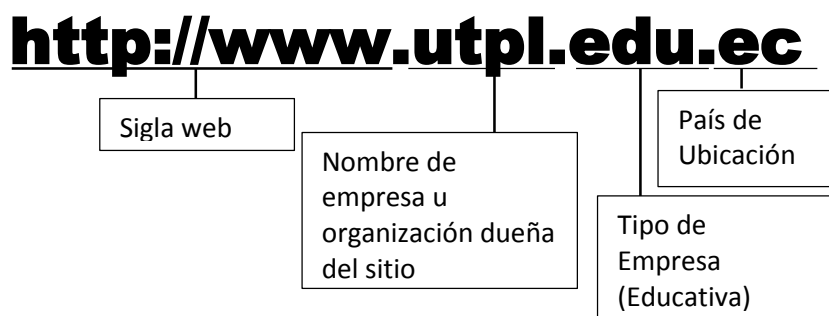 http://www.utpl.edu.ec
Sigla web
Nombre de
empresa u
organización dueña
del sitio
País de
Ubicación
Tipo de
Empresa
(Educativa)